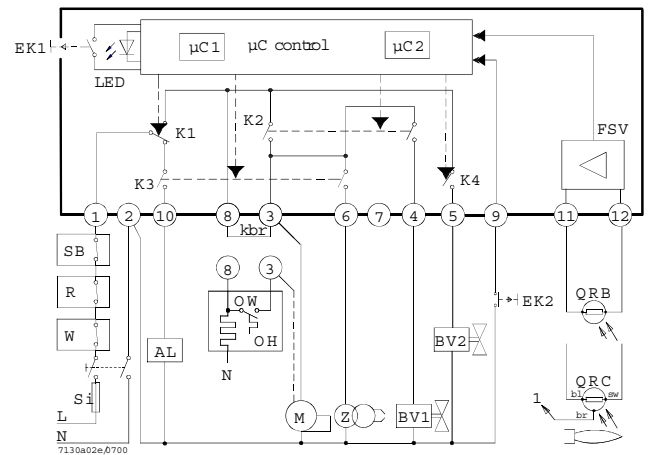 EK1
LED
µC1
µC control
µC2
FSV
K1
K2
K3
K4
1
2
10
8
3
6
7
4
5
9
11
12
kbr
SB
R
W
Si
L
N
7130a02e/0700
AL
8
3
OW
OH
N
M
Z
BV1
BV2
EK2
QRB
QRC
bl
sw
br
1